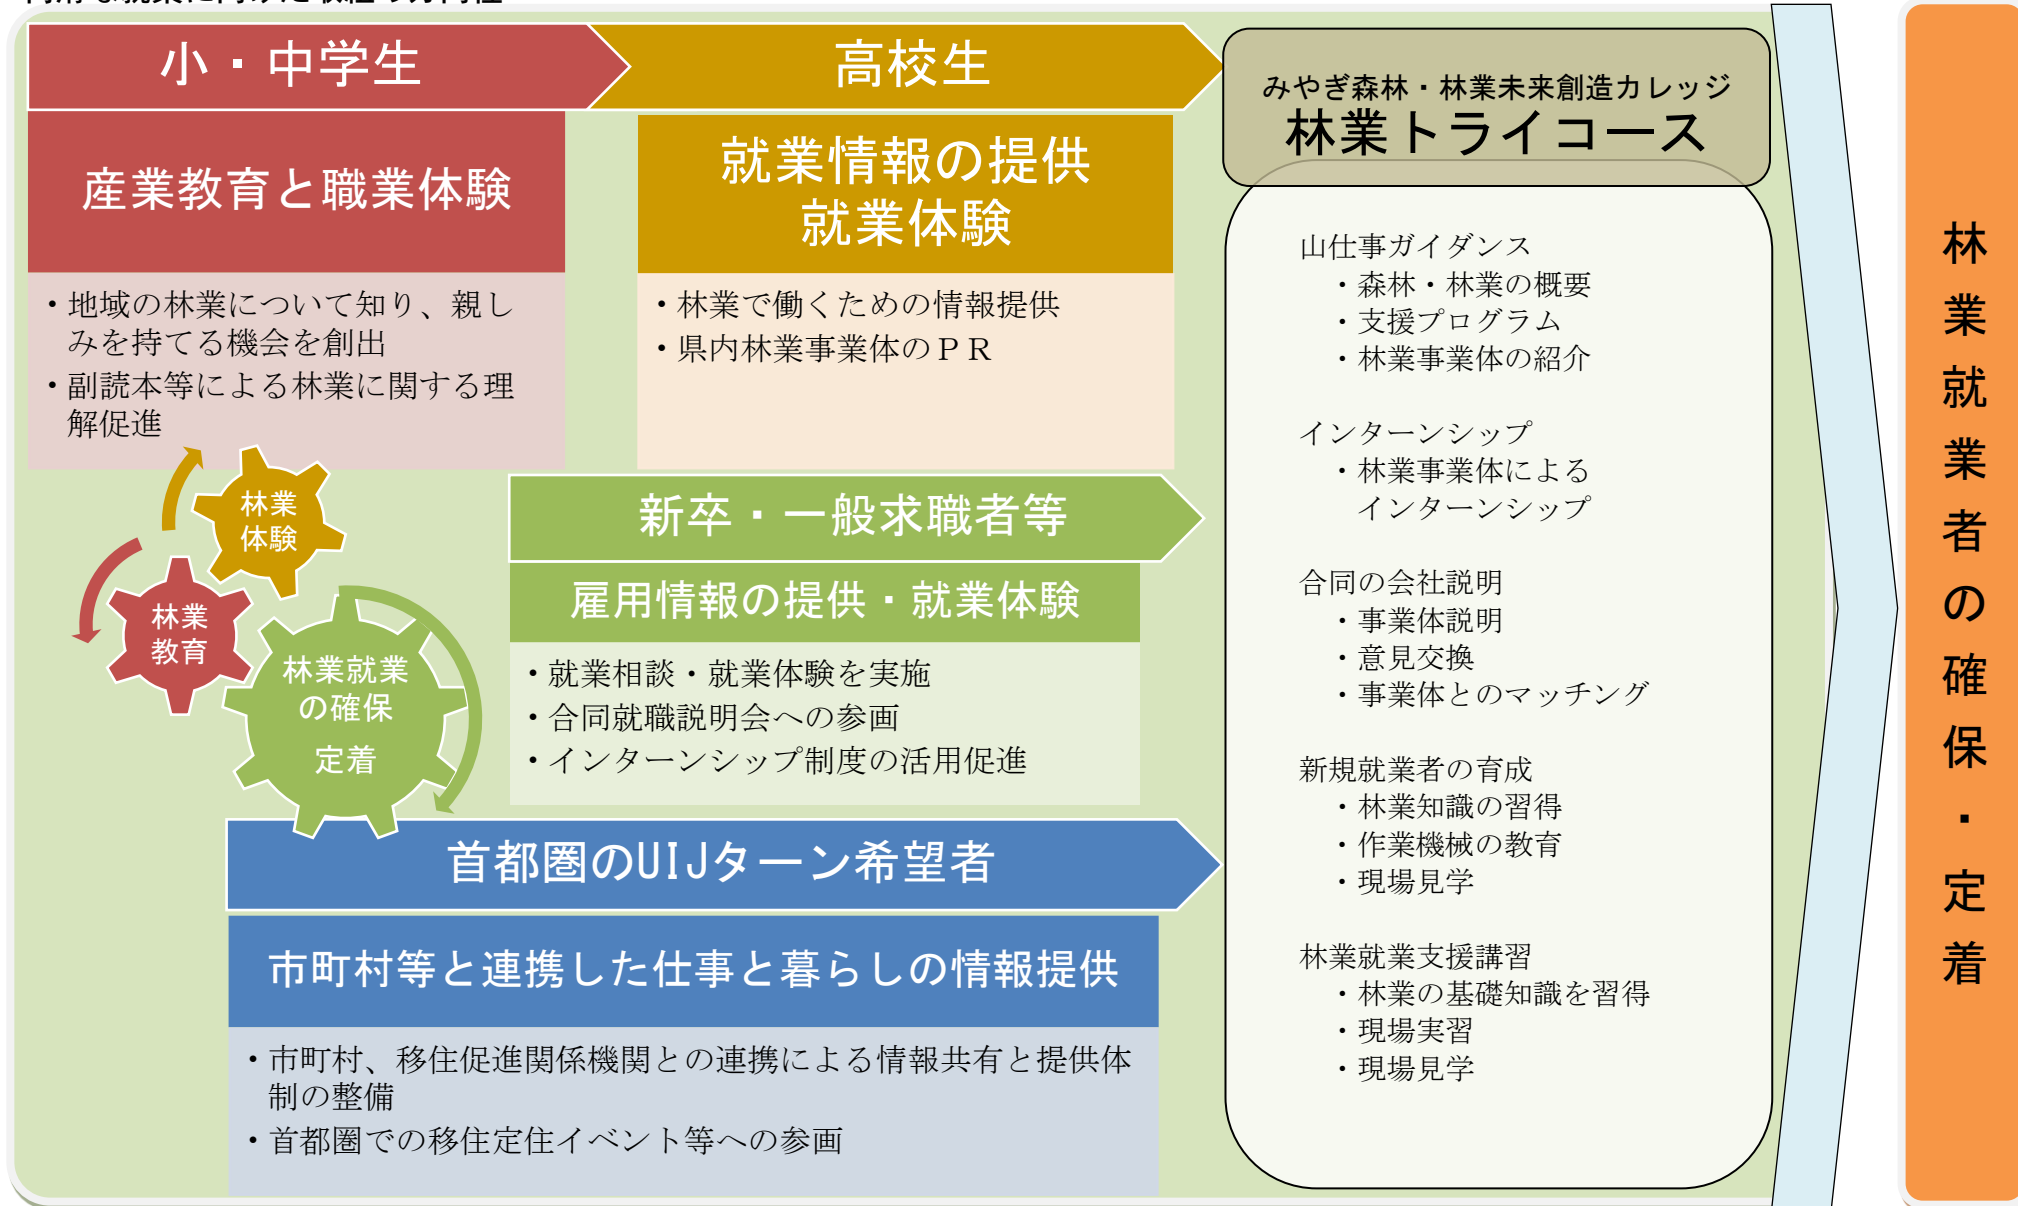 小・中学生
産業教育と職業体験
・地域の林業について知り、親し
みを持てる機会を創出
・副読本等による林業に関する理
解促進
高校生
就業情報の提供
就業体験
・林業で働くための情報提供
・県内林業事業体のＰＲ
林業
体験
林業
教育
林業就業
の確保
定着
新卒・一般求職者等
雇用情報の提供・就業体験
・就業相談・就業体験を実施
・合同就職説明会への参画
・インターンシップ制度の活用促進
首都圏のUIJターン希望者
市町村等と連携した仕事と暮らしの情報提供
・市町村、移住促進関係機関との連携による情報共有と提供体
制の整備
・首都圏での移住定住イベント等への参画
みやぎ森林・林業未来創造カレッジ
林業トライコース
山仕事ガイダンス
・森林・林業の概要
・支援プログラム
・林業事業体の紹介
インターンシップ
・林業事業体による
インターンシップ
合同の会社説明
・事業体説明
・意見交換
・事業体とのマッチング
新規就業者の育成
・林業知識の習得
・作業機械の教育
・現場見学
林業就業支援講習
・林業の基礎知識を習得
・現場実習
・現場見学
林業就業者の確保・定着